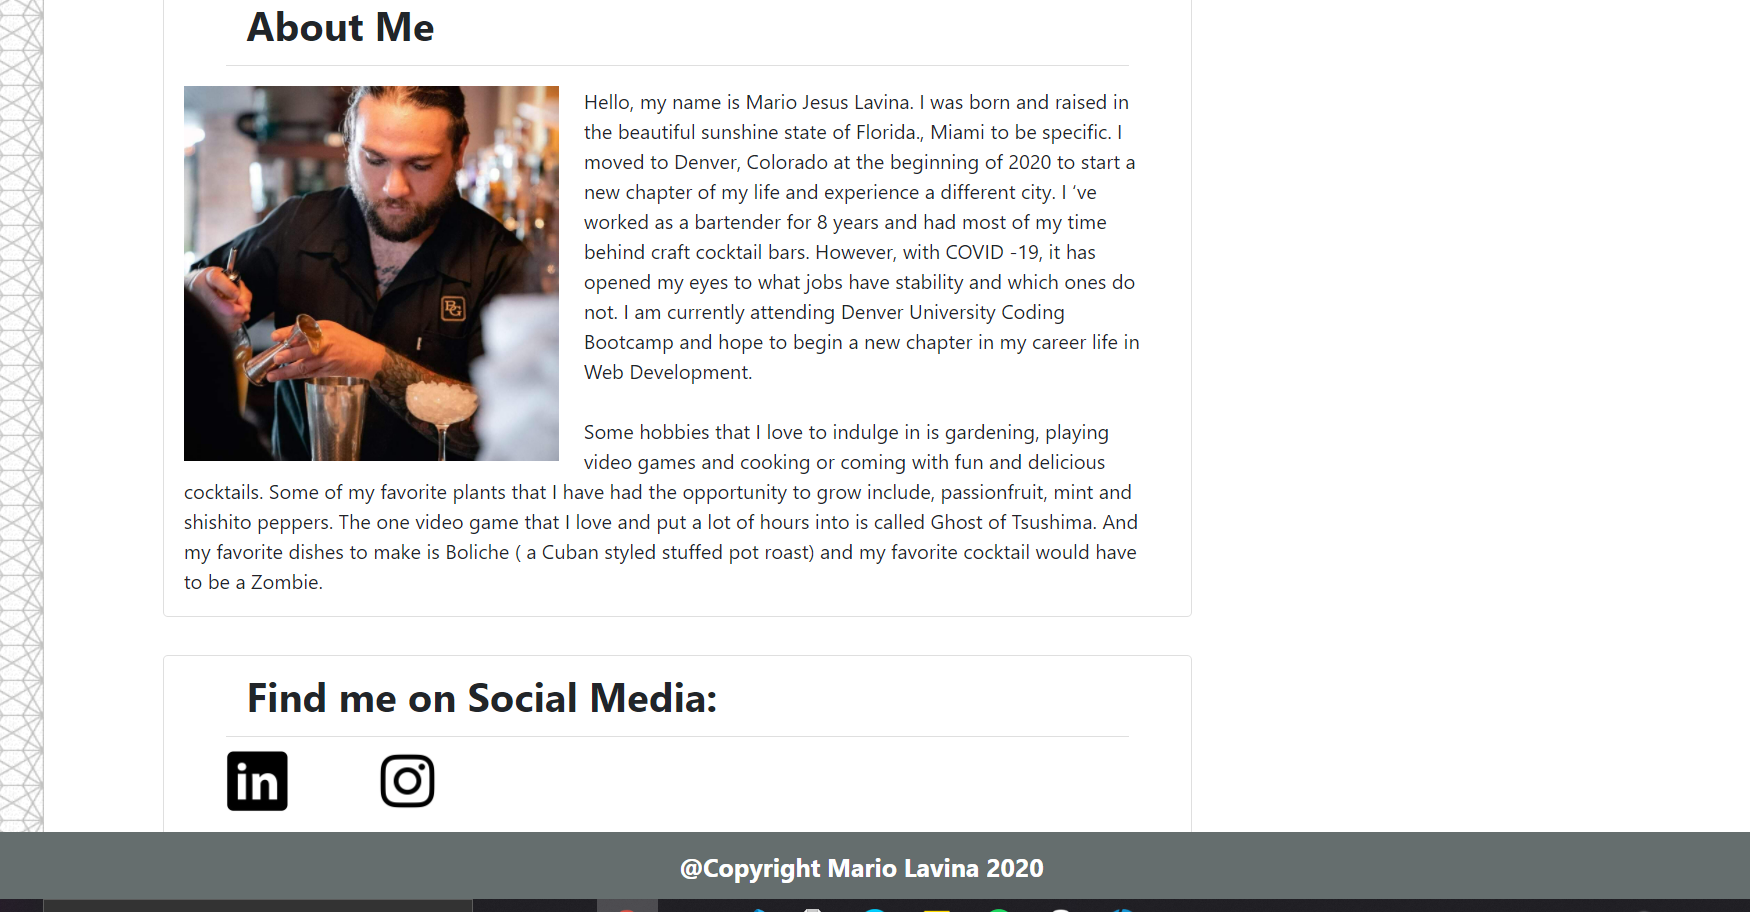 About Me
Hello, my name is Mario Jesus Lavina. I was born and raised in
the beautiful sunshine state of Florida., Miami to be specific. I
moved to Denver, Colorado at the beginning of 2020 to start a
new chapter of my life and experience a different city. I ‘ve
worked as a bartender for 8 years and had most of my time
behind craft cocktail bars. However, with COVID -19, it has
opened my eyes to what jobs have stability and which ones do
not. I am currently attending Denver University Coding
Bootcamp and hope to begin a new chapter in my career life in
Web Development.
Some hobbies that I love to indulge in is gardening, playing
video games and cooking or coming with fun and delicious
cocktails. Some of my favorite plants that I have had the opportunity to grow include, passionfruit, mint and
shishito peppers. The one video game that I love and put a lot of hours into is called Ghost of Tsushima. And
my favorite dishes to make is Boliche ( a Cuban styled stuffed pot roast) and my favorite cocktail would have
to be a Zombie.
Find me on Social Media:
in
@Copyright Mario Lavina 2020